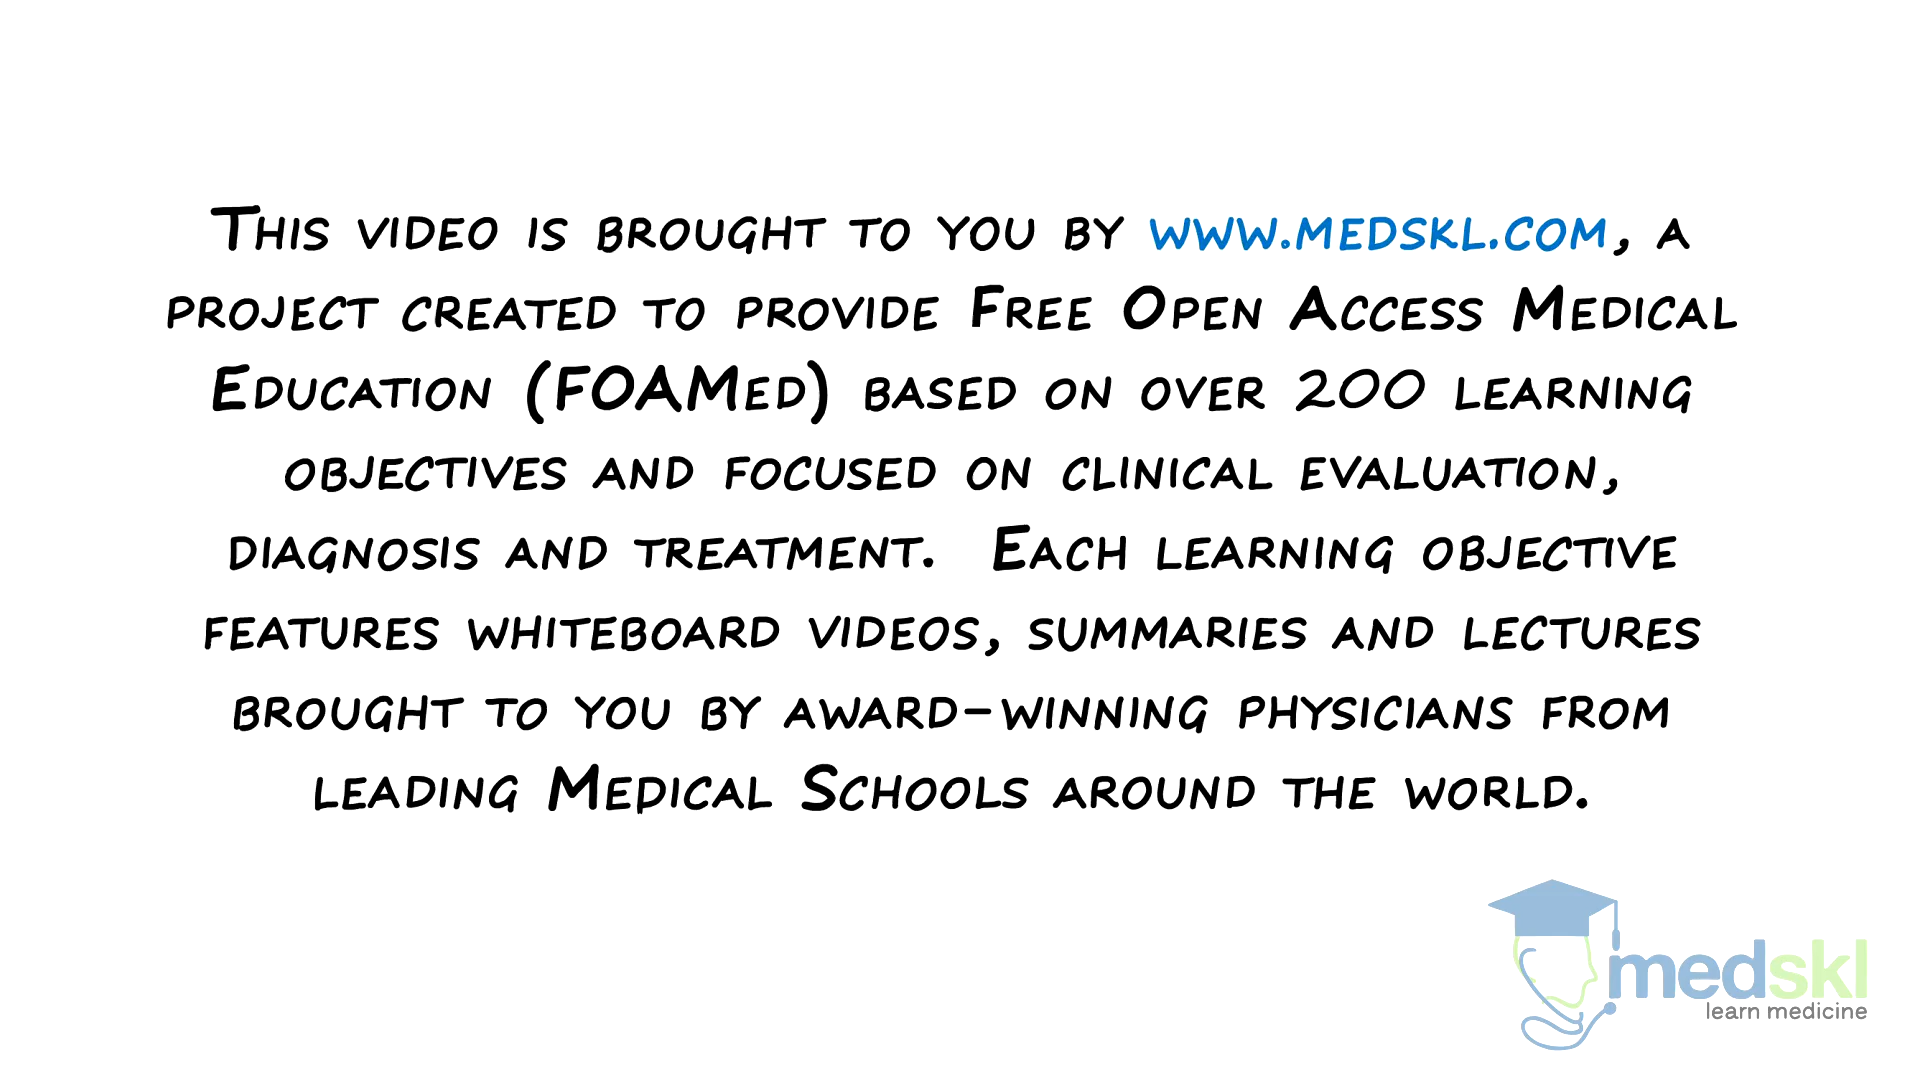 This video is brought to you by www.medskl.com, a
project created to provide Free Open Access Medical
Education (FOAMed) based on over 200 learning
objectives and focused on clinical evaluation,
diagnosis and treatment.  Each learning objective
features whiteboard videos, summaries and lectures
brought to you by award-winning physicians from
leading Medical Schools around the world.
medskl
learn medicine